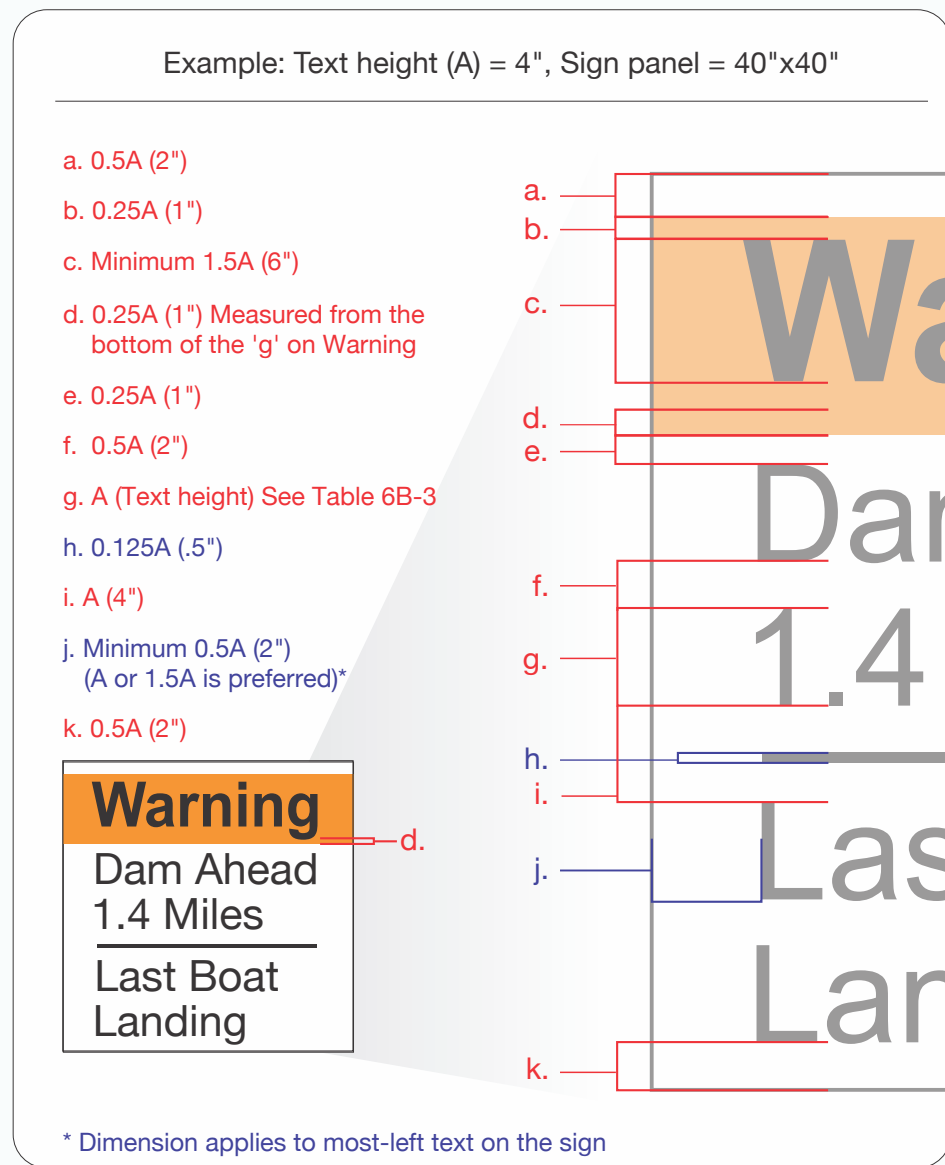 Example: Text height (A) = 4", Sign panel = 40"x40"
a. 0.5A (2")
b. 0.25A (1")
c. Minimum 1.5A (6")
d. 0.25A (1") Measured from the
bottom of the 'g' on Warning
e. 0.25A (1")
f. 0.5A (2")
g. A (Text height) See Table 6B-3
h. 0.125A (.5")
i. A (4")
j. Minimum 0.5A (2")
(A or 1.5A is preferred)*
k. 0.5A (2")
Warning
d.
Dam Ahead
1.4 Miles
Last Boat
Landing
a.
b.
c.
d.
e.
f.
g.
h.
i.
j.
k.
Wa
Dar
1.4
Las
Lar
* Dimension applies to most-left text on the sign